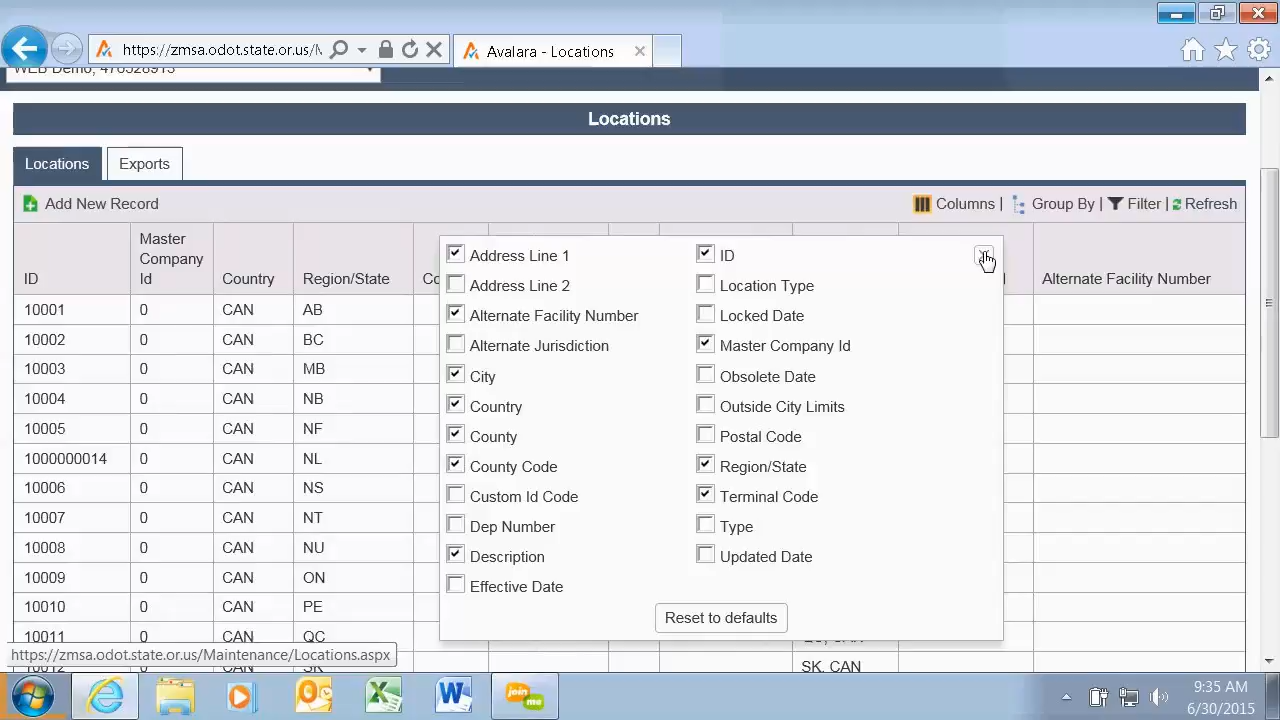 https://zmsa.odot.state.or.us/M
Avalara - Locations
WEB Demo, 470528913
Locations
Locations Exports
Add New Record Columns | Group By | Filter | Refresh
ID Master Company Id Country Region/State Co Alternate Facility Number
10001 0 CAN AB
10002 0 CAN BC
10003 0 CAN MB
10004 0 CAN NB
10005 0 CAN NF
1000000014 0 CAN NL
10006 0 CAN NS
10007 0 CAN NT
10008 0 CAN NU
10009 0 CAN ON
10010 0 CAN PE
10011 0 CAN QC
SK, CAN
Address Line 1 ID
Address Line 2 Location Type
Alternate Facility Number Locked Date
Alternate Jurisdiction Master Company Id
City Obsolete Date
Country Outside City Limits
County Postal Code
County Code Region/State
Custom Id Code Terminal Code
Dep Number Type
Description Updated Date
Effective Date
Reset to defaults
https://zmsa.odot.state.or.us/Maintenance/Locations.aspx
join me
9:35 AM
6/30/2015